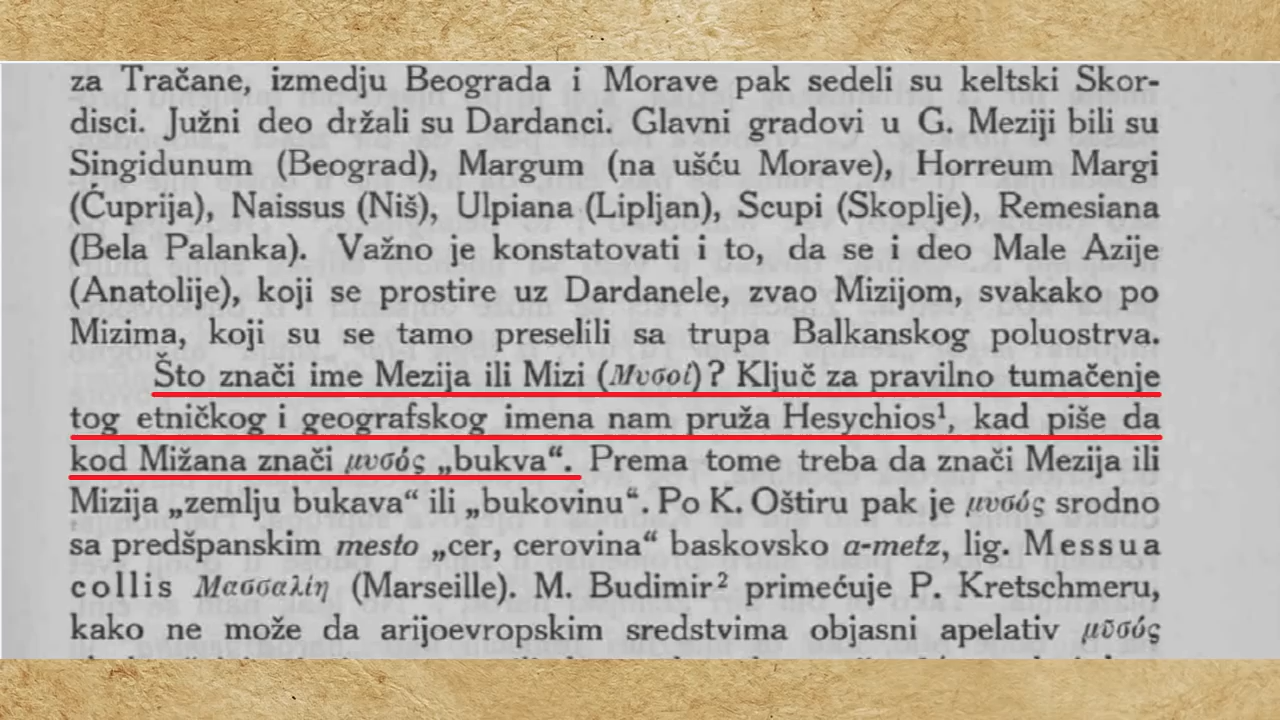 za Tračane, izmedju Beograda i Morave pak sedeli su keltski Skor-
disci. Južni deo držali su Dardanci. Glavni gradovi u G. Meziji bili su
Singidunum (Beograd), Margum (na ušću Morave), Horreum Margi
(Ćuprija), Naissus (Niš), Ulpiana (Lipljan), Scupi (Skoplje), Remesiana
(Bela Palanka). Važno je konstatovati i to, da se i deo Male Azije
(Anatolije), koji se prostire uz Dardanele, zvao Mizijom, svakako po
Mizima, koji su se tamo preselili sa trupa Balkanskog poluostrva.
Što znači ime Mezija ili Mizi (Μυσοί)? Ključ za pravilno tumačenje
tog etničkog i geografskog imena nam pruža Hesychios¹, kad piše da
kod Mižana znači μυσός „bukva“. Prema tome treba da znači Mezija ili
Mizija „zemlju bukava“ ili „bukovinu“. Po K. Oštiru pak je μυσός srodno
sa predšpanskim mesto „cer, cerovina“ baskovsko a-metz, lig. Messua
collis Μασσαλίη (Marseille). M. Budimir² primećuje P. Kretschmeru,
kako ne može da arijoevropskim sredstvima objasni apelativ μῦσός